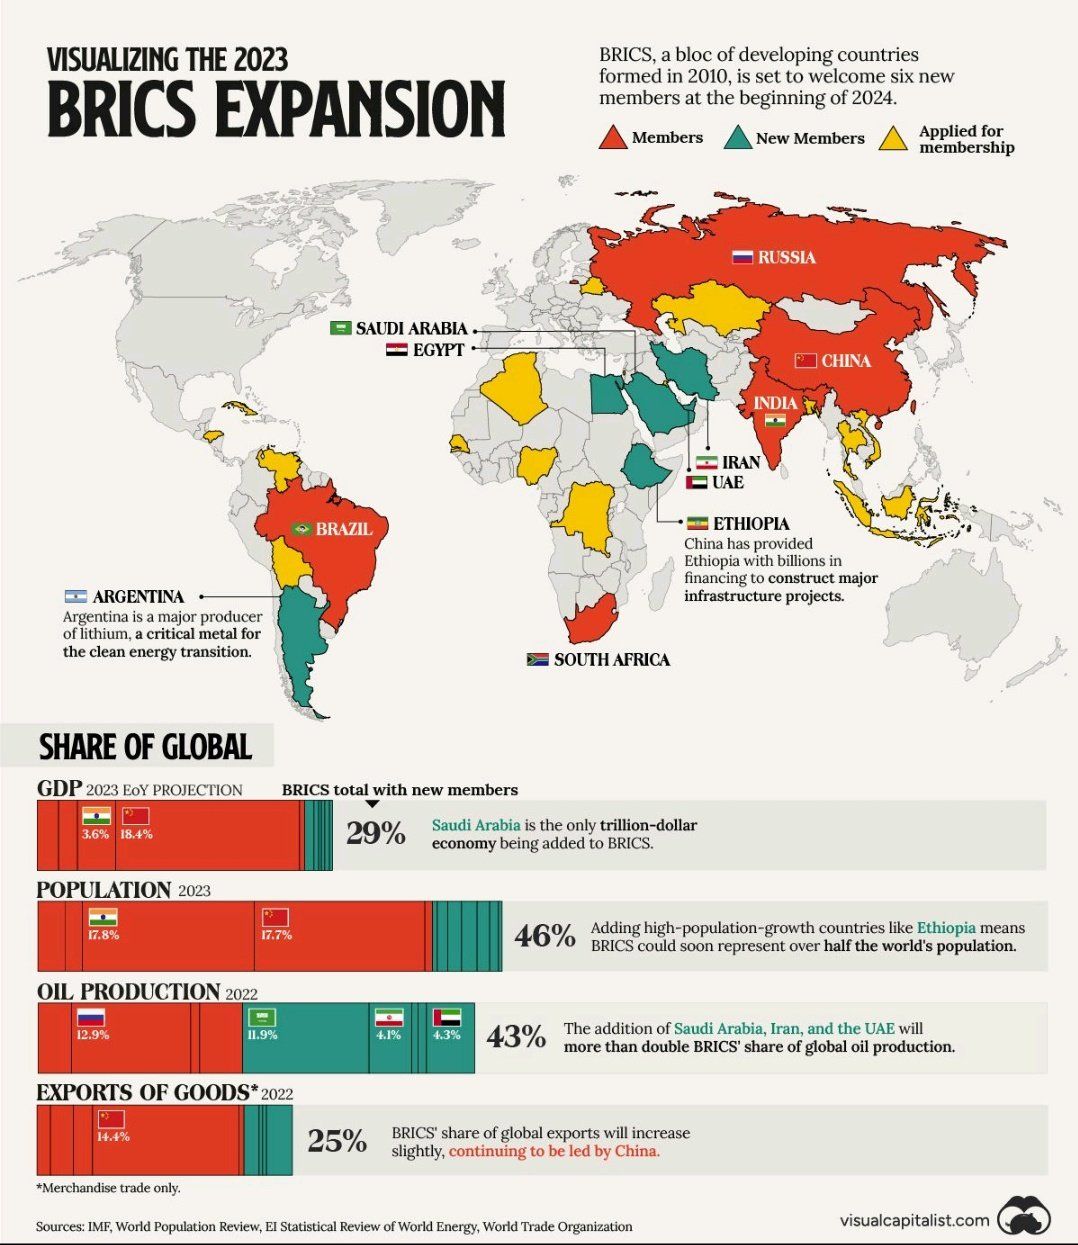 VISUALIZING THE 2023
BRICS EXPANSION
BRICS, a bloc of developing countries
formed in 2010, is set to welcome six new
members at the beginning of 2024.
Members
New Members
Applied for
membership
RUSSIA
SAUDI ARABIA
EGYPT
CHINA
INDIA
IRAN
UAE
BRAZIL
ETHIOPIA
China has provided
Ethiopia with billions in
financing to construct major
infrastructure projects.
ARGENTINA
Argentina is a major producer
of lithium, a critical metal for
the clean energy transition.
SOUTH AFRICA
SHARE OF GLOBAL
GDP 2023 EoY PROJECTION
BRICS total with new members
3.6% 18.4%
29%
Saudi Arabia is the only trillion-dollar
economy being added to BRICS.
POPULATION 2023
17.8% 17.7%
46%
Adding high-population-growth countries like Ethiopia means
BRICS could soon represent over half the world's population.
OIL PRODUCTION 2022
12.9% 11.9% 4.1% 4.3%
43%
The addition of Saudi Arabia, Iran, and the UAE will
more than double BRICS' share of global oil production.
EXPORTS OF GOODS* 2022
14.4%
25%
BRICS' share of global exports will increase
slightly, continuing to be led by China.
*Merchandise trade only.
Sources: IMF, World Population Review, EI Statistical Review of World Energy, World Trade Organization
visualcapitalist.com